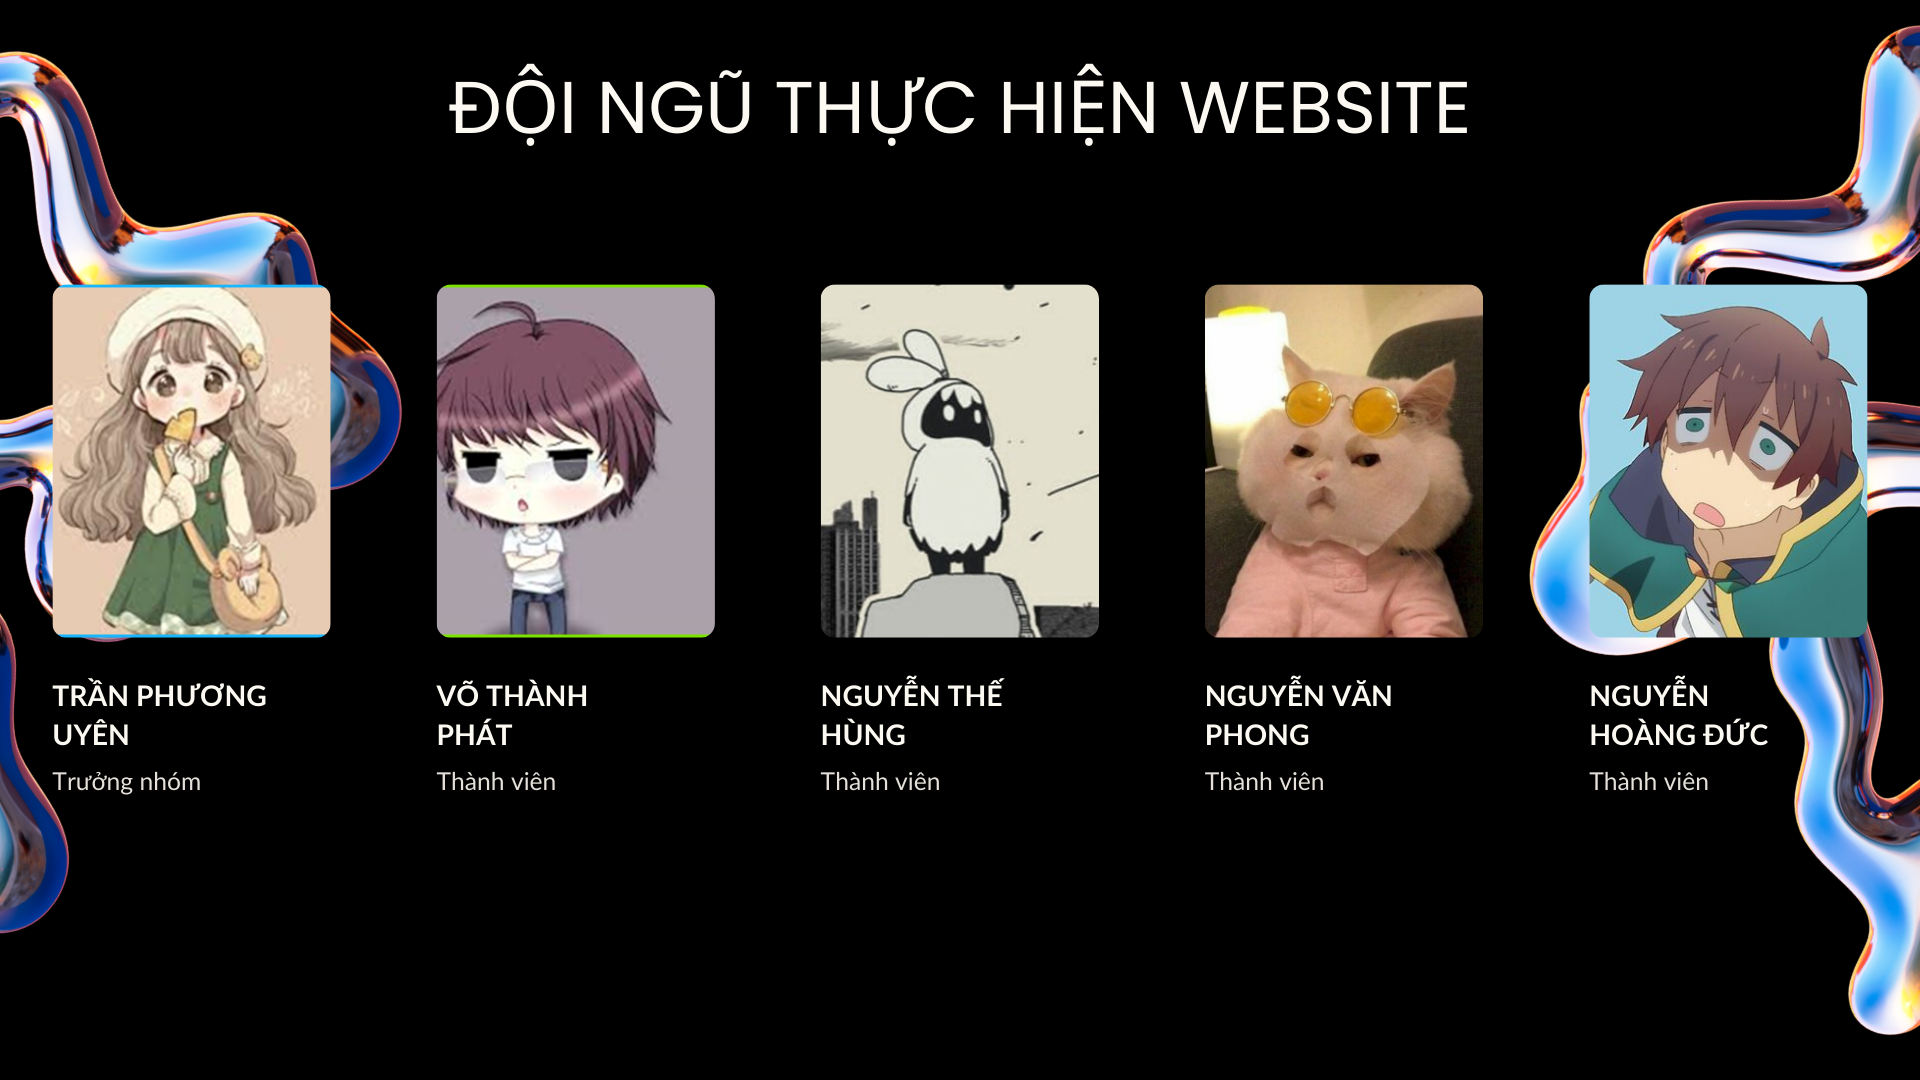 ĐỘI NGŨ THỰC HIỆN WEBSITE
TRẦN PHƯƠNG
UYÊN
Trưởng nhóm
VÕ THÀNH
PHÁT
Thành viên
NGUYỄN THẾ
HÙNG
Thành viên
NGUYỄN VĂN
PHONG
Thành viên
NGUYỄN
HOÀNG ĐỨC
Thành viên